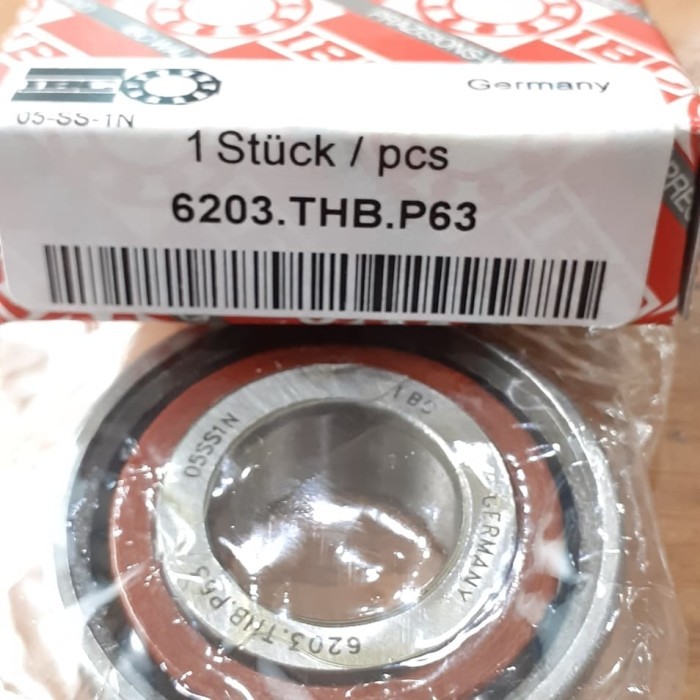 IBC
Germany
05-SS-1N
1 Stück / pcs
6203.THB.P63
05SS1N
IBC
GERMANY
6203.THB.P63